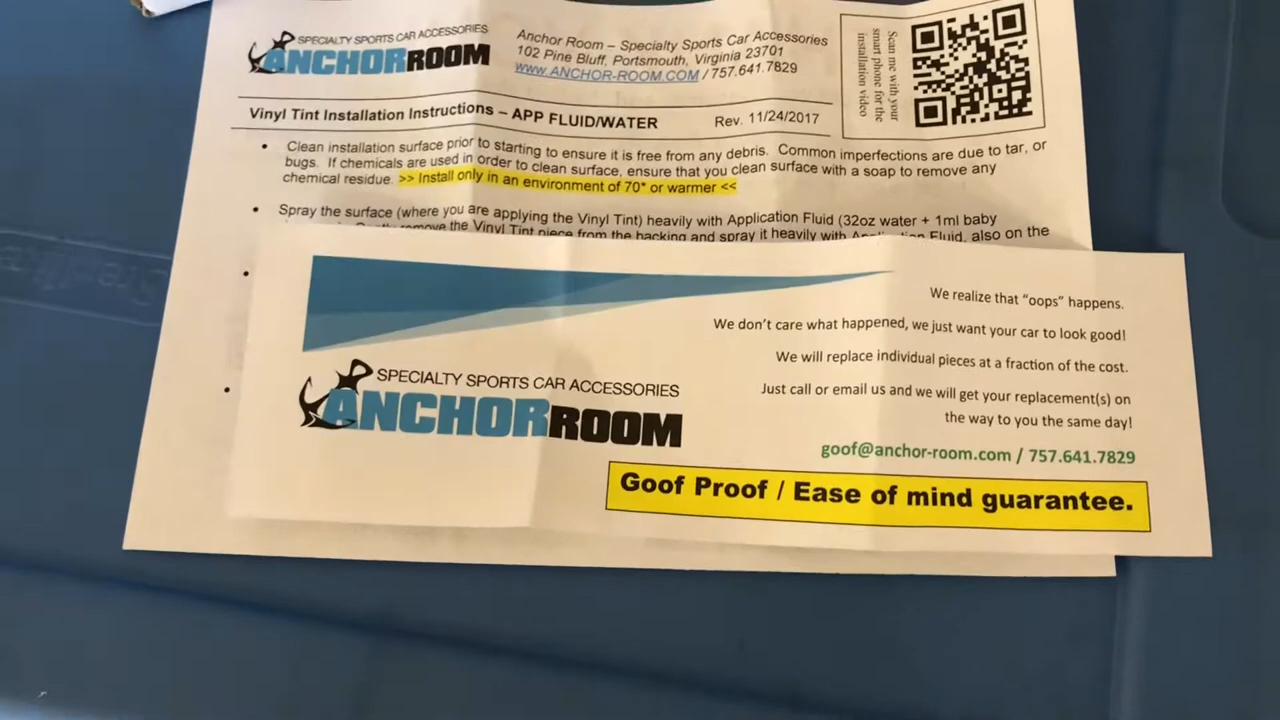 SPECIALTY SPORTS CAR ACCESSORIES
ANCHORROOM
Anchor Room – Specialty Sports Car Accessories
102 Pine Bluff, Portsmouth, Virginia 23701
WWW.ANCHOR-ROOM.COM / 757.641.7829
Scan me with your
smart phone for the
installation video
Vinyl Tint Installation Instructions – APP FLUID/WATER
Rev. 11/24/2017
• Clean installation surface prior to starting to ensure it is free from any debris. Common imperfections are due to tar, or
bugs. If chemicals are used in order to clean surface, ensure that you clean surface with a soap to remove any
chemical residue. >> Install only in an environment of 70* or warmer <<
• Spray the surface (where you are applying the Vinyl Tint) heavily with Application Fluid (32oz water + 1ml baby
remove the Vinyl Tint piece from the backing and spray it heavily with Fluid, also on the
We realize that “oops” happens.
We don’t care what happened, we just want your car to look good!
We will replace individual pieces at a fraction of the cost.
Just call or email us and we will get your replacement(s) on
the way to you the same day!
goof@anchor-room.com / 757.641.7829
SPECIALTY SPORTS CAR ACCESSORIES
ANCHORROOM
Goof Proof / Ease of mind guarantee.